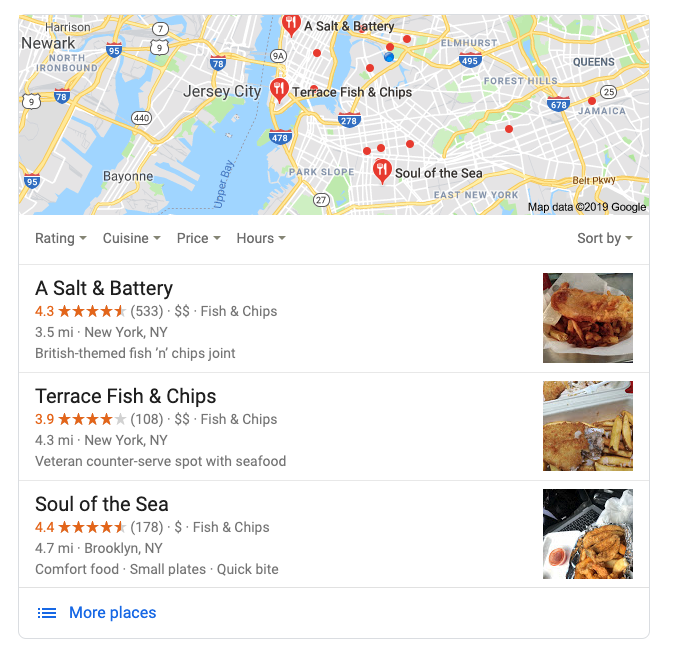 Harrison
7
A Salt & Battery
Newark
95
9
9A
ELMHURST
NORTH
IRONBOUND
78
495
QUEENS
FOREST HILLS
9
78
Jersey City
Terrace Fish & Chips
25
678
JAMAICA
440
278
478
95
Bayonne
Upper Bay
PARK SLOPE
Soul of the Sea
27
EAST NEW YORK
Belt Pkwy
Map data ©2019 Google
Rating Cuisine Price Hours Sort by
A Salt & Battery
4.3 (533) · $$ · Fish & Chips
3.5 mi · New York, NY
British-themed fish ’n’ chips joint
Terrace Fish & Chips
3.9 (108) · $$ · Fish & Chips
4.3 mi · New York, NY
Veteran counter-serve spot with seafood
Soul of the Sea
4.4 (178) · $ · Fish & Chips
4.7 mi · Brooklyn, NY
Comfort food · Small plates · Quick bite
More places